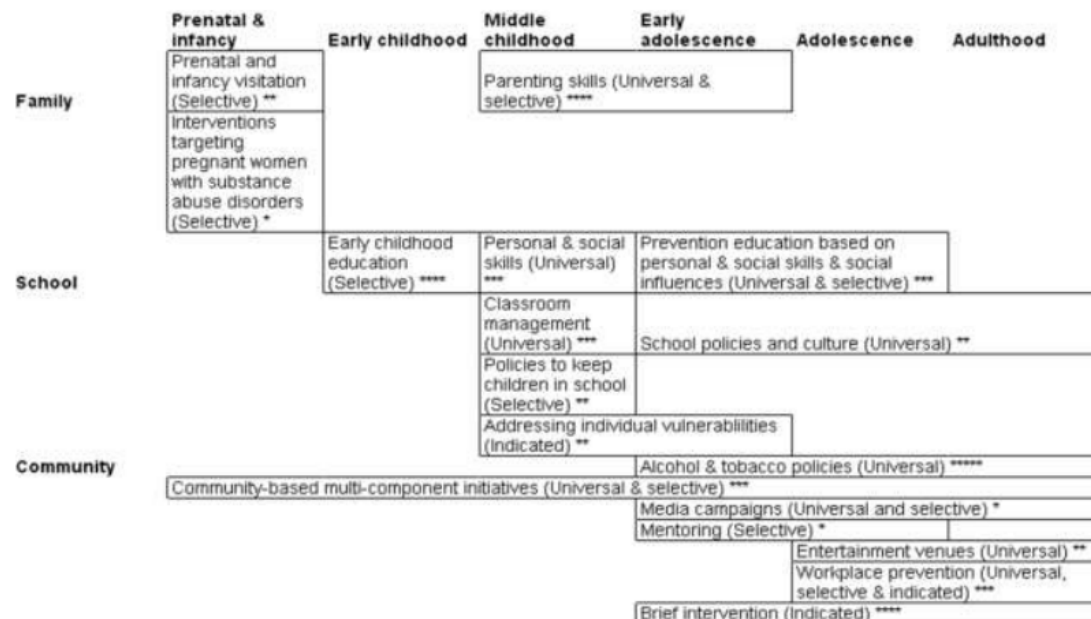 Prenatal &
infancy
Early childhood
Middle
childhood
Early
adolescence
Adolescence
Adulthood
Family
Prenatal and
infancy visitation
(Selective) **
Parenting skills (Universal &
selective) ****
Interventions
targeting
pregnant women
with substance
abuse disorders
(Selective) *
School
Early childhood
education
(Selective) ****
Personal & social
skills (Universal)
***
Prevention education based on
personal & social skills & social
influences (Universal & selective) ***
Classroom
management
(Universal) ***
School policies and culture (Universal) **
Policies to keep
children in school
(Selective) **
Addressing individual vulnerablilities
(Indicated) **
Community
Alcohol & tobacco policies (Universal) *****
Community-based multi-component initiatives (Universal & selective) ***
Media campaigns (Universal and selective) *
Mentoring (Selective) *
Entertainment venues (Universal) **
Workplace prevention (Universal,
selective & indicated) ***
Brief intervention (Indicated) ****